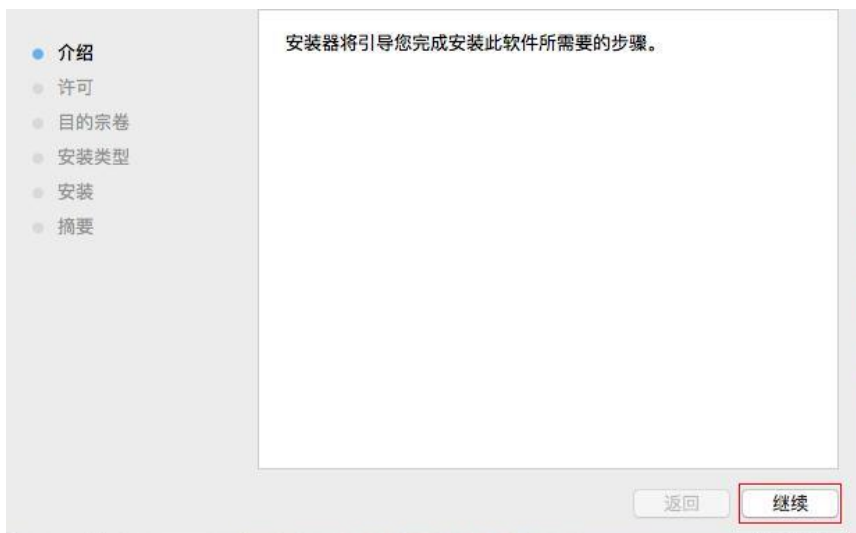 介绍
许可
目的宗卷
安装类型
安装
摘要
安装器将引导您完成安装此软件所需要的步骤。
返回
继续